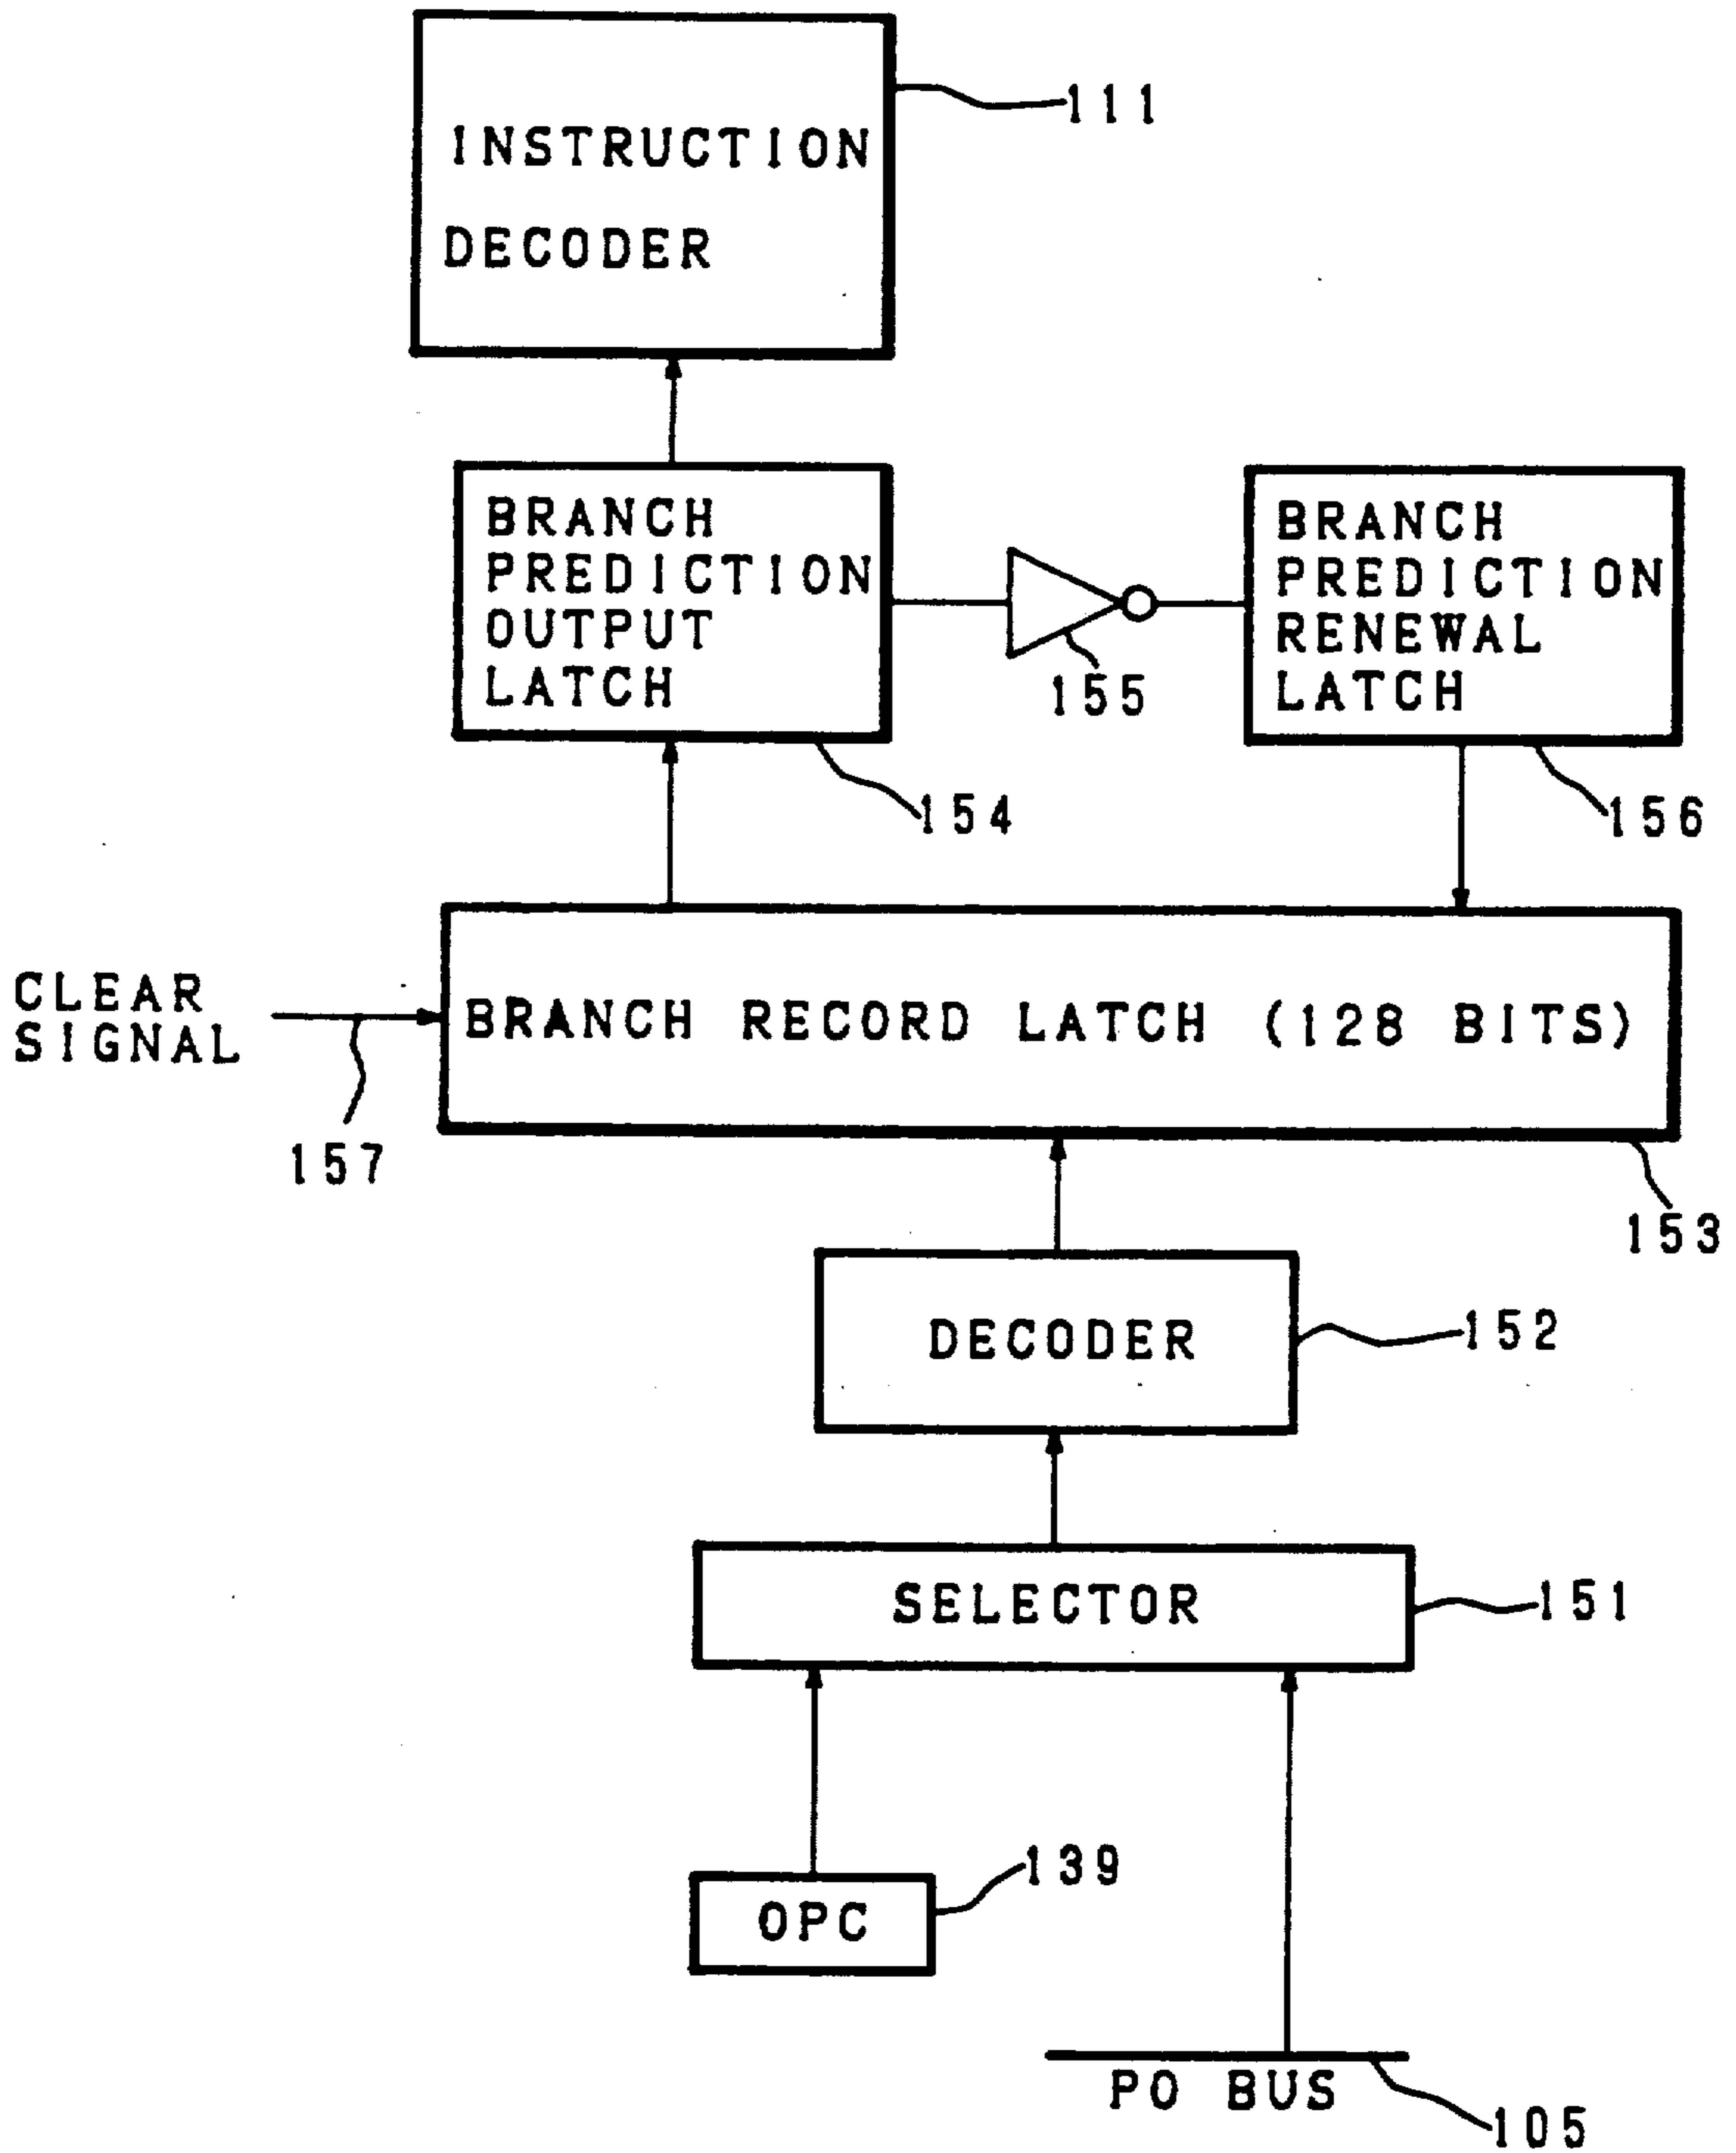 INSTRUCTION
DECODER
111
BRANCH
PREDICTION
OUTPUT
LATCH
154
155
BRANCH
PREDICTION
RENEWAL
LATCH
156
CLEAR
SIGNAL
157
BRANCH RECORD LATCH (128 BITS)
153
DECODER
152
SELECTOR
151
OPC
139
PO BUS
105